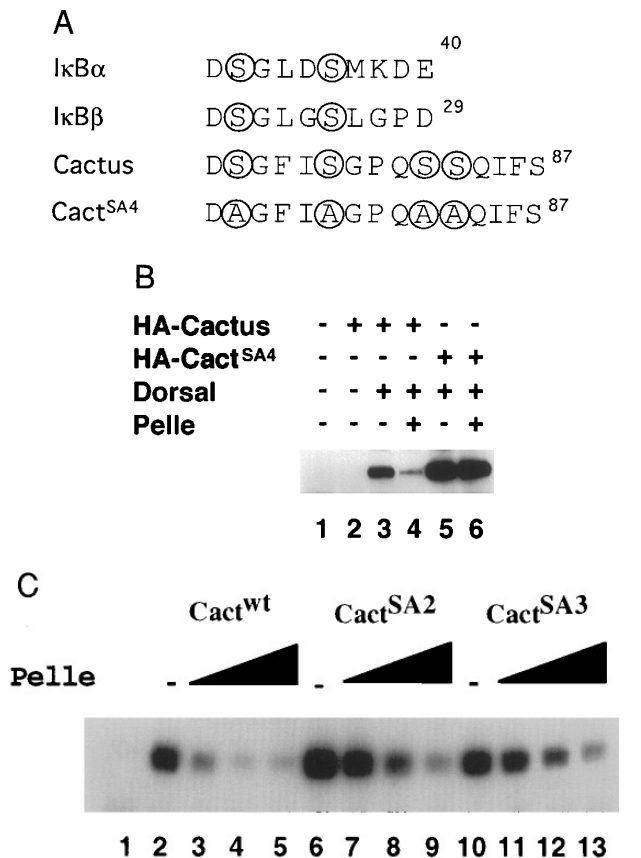 A
IκBα DSGLDSMKDE 40
IκBβ DSGLGSLGPD 29
Cactus DSGFISGPQSSQIFS 87
Cact^SA4 DAGFIAGPQAAQIFS 87
B
HA-Cactus - + + + - -
HA-Cact^SA4 - - - - + +
Dorsal - - + + + +
Pelle - - - + - +
1 2 3 4 5 6
C
Cact^wt Cact^SA2 Cact^SA3
Pelle - - -
1 2 3 4 5 6 7 8 9 10 11 12 13